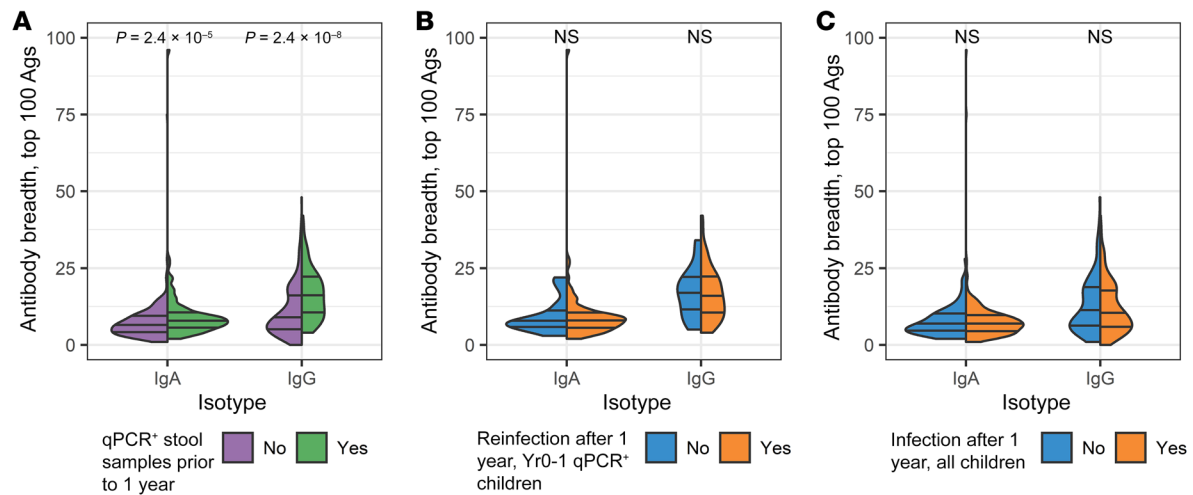 A
Antibody breadth, top 100 Ags
100
75
50
25
0
P = 2.4 × 10⁻⁵
P = 2.4 × 10⁻⁸
IgA
IgG
Isotype
qPCR⁺ stool
samples prior
to 1 year
No
Yes
B
Antibody breadth, top 100 Ags
100
75
50
25
0
NS
NS
IgA
IgG
Isotype
Reinfection after 1
year, Yr0-1 qPCR⁺
children
No
Yes
C
Antibody breadth, top 100 Ags
100
75
50
25
0
NS
NS
IgA
IgG
Isotype
Infection after 1
year, all children
No
Yes